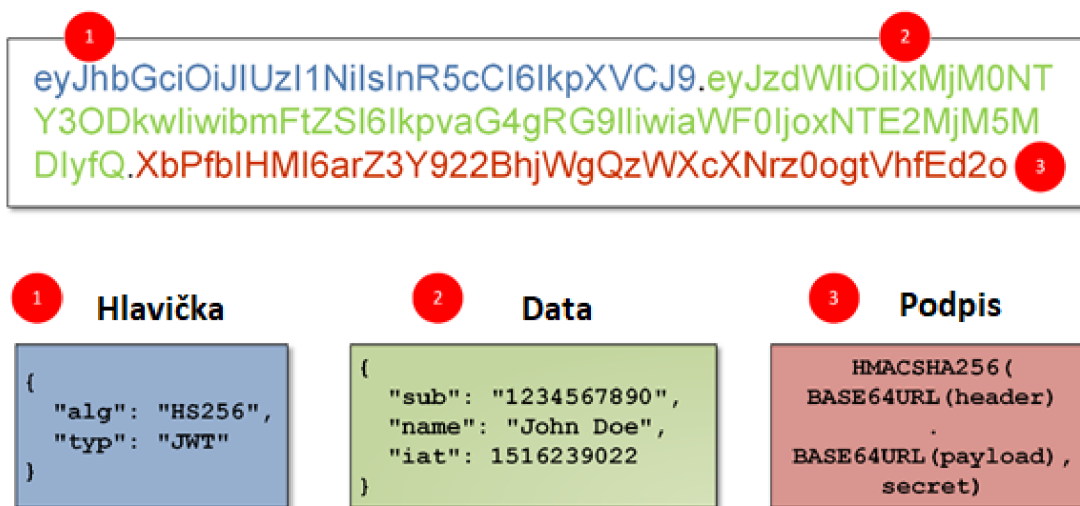 1
2
eyJhbGciOiJIUzI1NiIsInR5cCI6IkpXVCJ9.eyJzdWIiOiIxMjM0NT
Y3ODkwIiwibmFtZSI6IkpvaG4gRG9lIiwiaWF0IjoxNTE2MjM5M
DIyfQ.XbPfbIHMI6arZ3Y922BhjWgQzWXcXNrz0ogtVhfEd2o
3
1
Hlavička
{
"alg": "HS256",
"typ": "JWT"
}
2
Data
{
"sub": "1234567890",
"name": "John Doe",
"iat": 1516239022
}
3
Podpis
HMACSHA256(
BASE64URL(header)
.
BASE64URL(payload),
secret)